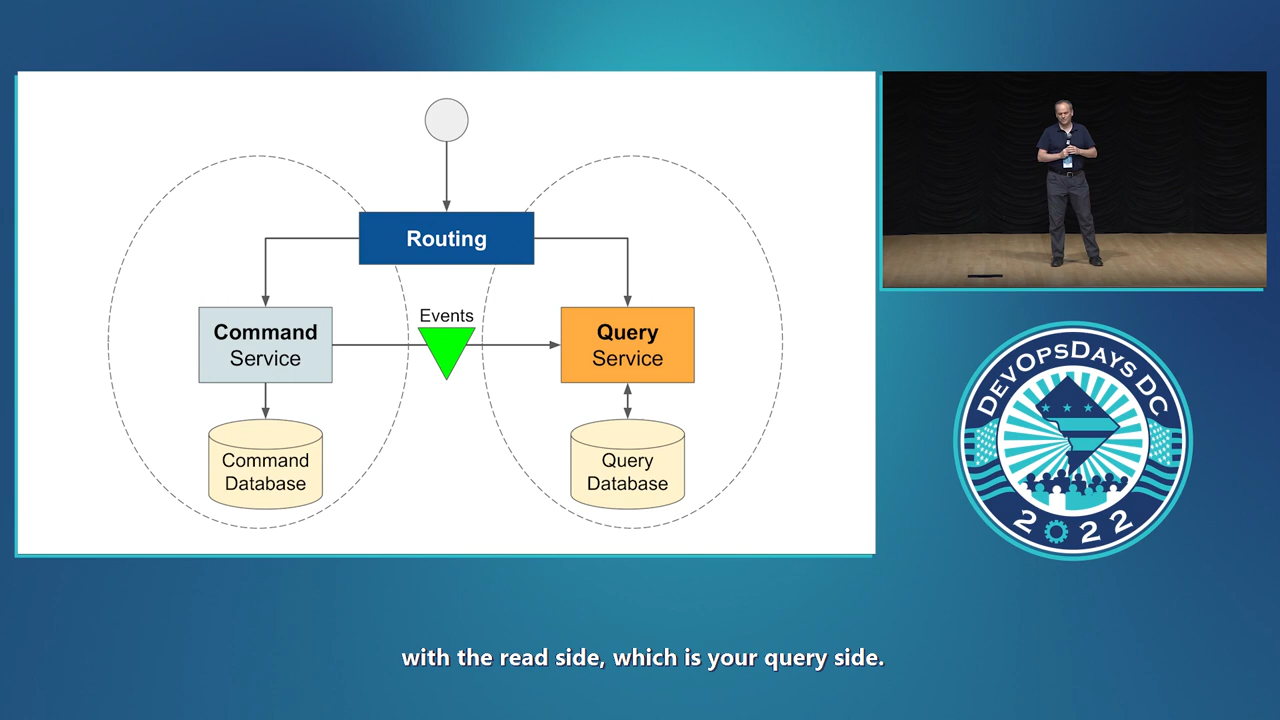 Routing
Events
Command
Service
Query
Service
Command
Database
Query
Database
DEVOPSDAYS DC
2022
with the read side, which is your query side.